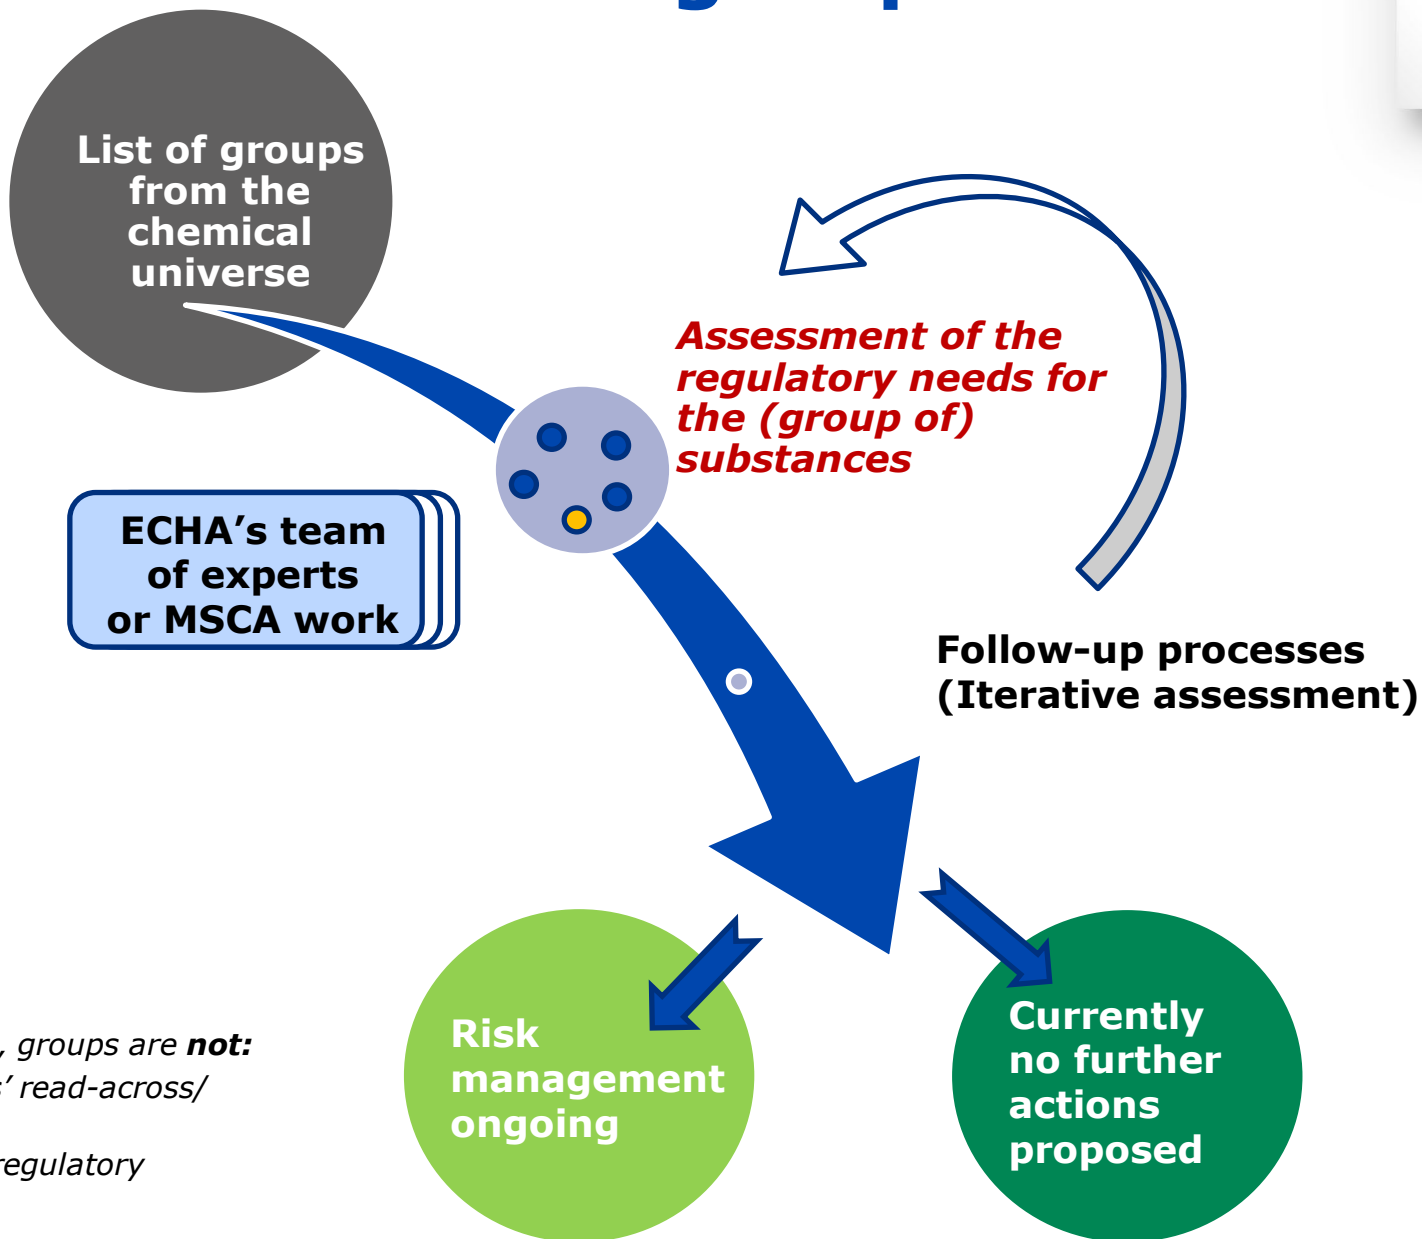 List of groups
from the
chemical
universe
Assessment of the
regulatory needs for
the (group of)
substances
ECHA’s team
of experts
or MSCA work
Follow-up processes
(Iterative assessment)
Risk
management
ongoing
Currently
no further
actions
proposed
, groups are not:
s’ read-across/
regulatory